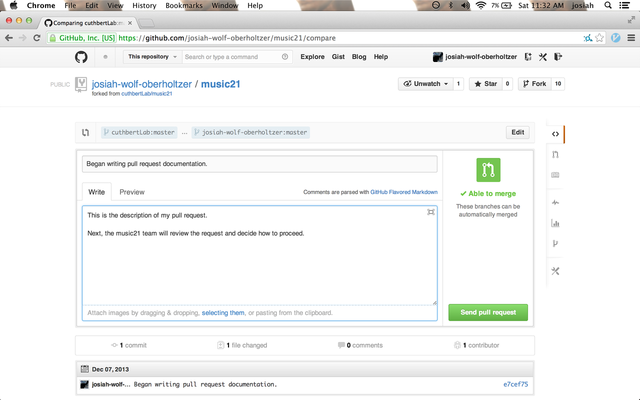 Chrome File Edit View History Bookmarks Window Help 7% Sat 11:32 AM josiah
Comparing cuthbertLab:m
GitHub, Inc. [US] https://github.com/josiah-wolf-oberholtzer/music21/compare
This repository Search or type a command Explore Gist Blog Help josiah-wolf-oberholtzer
PUBLIC josiah-wolf-oberholtzer / music21 Unwatch 1 Star 0 Fork 10
forked from cuthbertLab/music21
cuthbertLab:master ... josiah-wolf-oberholtzer:master Edit
Began writing pull request documentation.
Write Preview Comments are parsed with GitHub Flavored Markdown
Able to merge
These branches can be
automatically merged
This is the description of my pull request.
Next, the music21 team will review the request and decide how to proceed.
Attach images by dragging & dropping, selecting them, or pasting from the clipboard.
Send pull request
1 commit 1 file changed 0 comments 1 contributor
Dec 07, 2013
josiah-wolf-... Began writing pull request documentation. e7cef75